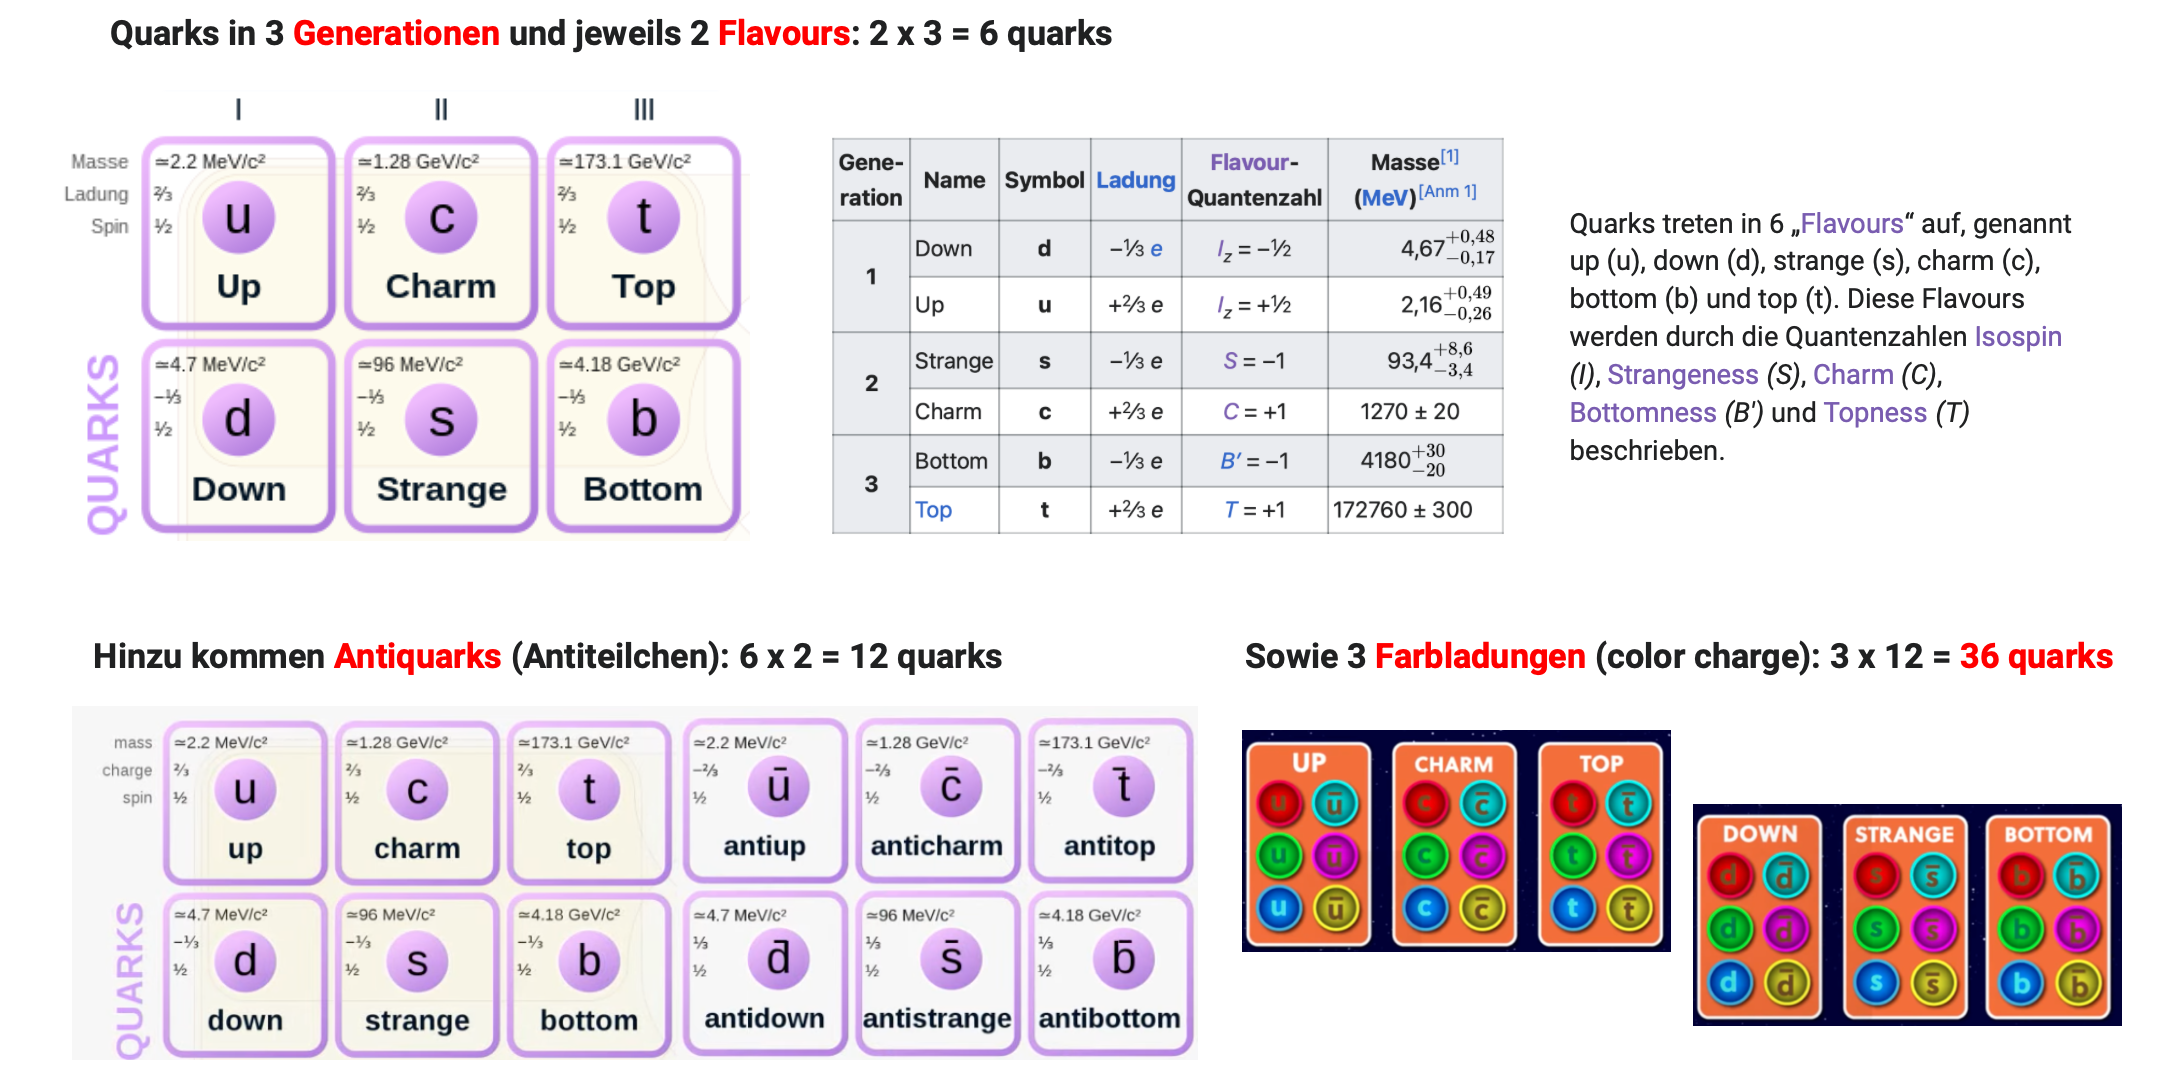 Quarks in 3 Generationen und jeweils 2 Flavours: 2 x 3 = 6 quarks
I II III
Masse ≃2.2 MeV/c² ≃1.28 GeV/c² ≃173.1 GeV/c²
Ladung ⅔ ⅔ ⅔
Spin ½ ½ ½
u c t
Up Charm Top
QUARKS
≃4.7 MeV/c² ≃96 MeV/c² ≃4.18 GeV/c²
−⅓ −⅓ −⅓
½ ½ ½
d s b
Down Strange Bottom
Gene-ration Name Symbol Ladung Flavour-Quantenzahl Masse[1] (MeV)[Anm 1]
1 Down d −⅓ e I_z = −½ 4,67 +0,48 −0,17
Up u +⅔ e I_z = +½ 2,16 +0,49 −0,26
2 Strange s −⅓ e S = −1 93,4 +8,6 −3,4
Charm c +⅔ e C = +1 1270 ± 20
3 Bottom b −⅓ e B′ = −1 4180 +30 −20
Top t +⅔ e T = +1 172760 ± 300
Quarks treten in 6 „Flavours“ auf, genannt
up (u), down (d), strange (s), charm (c),
bottom (b) und top (t). Diese Flavours
werden durch die Quantenzahlen Isospin
(I), Strangeness (S), Charm (C),
Bottomness (B') und Topness (T)
beschrieben.
Hinzu kommen Antiquarks (Antiteilchen): 6 x 2 = 12 quarks
mass ≃2.2 MeV/c² ≃1.28 GeV/c² ≃173.1 GeV/c² ≃2.2 MeV/c² ≃1.28 GeV/c² ≃173.1 GeV/c²
charge ⅔ ⅔ ⅔ −⅔ −⅔ −⅔
spin ½ ½ ½ ½ ½ ½
u c t ū c̄ t̄
up charm top antiup anticharm antitop
QUARKS
≃4.7 MeV/c² ≃96 MeV/c² ≃4.18 GeV/c² ≃4.7 MeV/c² ≃96 MeV/c² ≃4.18 GeV/c²
−⅓ −⅓ −⅓ ⅓ ⅓ ⅓
½ ½ ½ ½ ½ ½
d s b d̄ s̄ b̄
down strange bottom antidown antistrange antibottom
Sowie 3 Farbladungen (color charge): 3 x 12 = 36 quarks
UP CHARM TOP
u ū c c̄ t t̄
u ū c c̄ t t̄
u ū c c̄ t t̄
DOWN STRANGE BOTTOM
d d̄ s s̄ b b̄
d d̄ s s̄ b b̄
d d̄ s s̄ b b̄